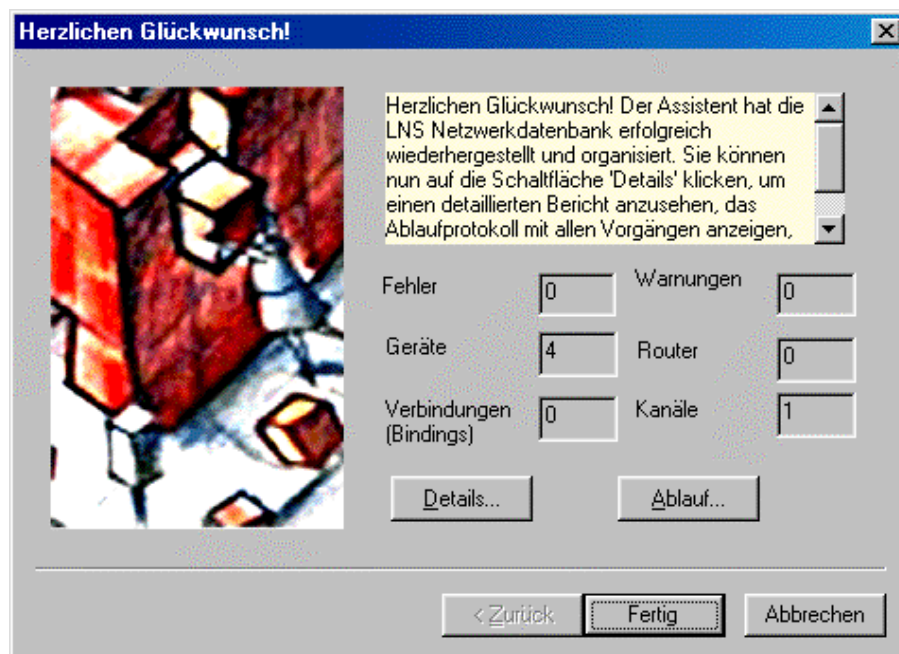 Herzlichen Glückwunsch!
Herzlichen Glückwunsch! Der Assistent hat die
LNS Netzwerkdatenbank erfolgreich
wiederhergestellt und organisiert. Sie können
nun auf die Schaltfläche 'Details' klicken, um
einen detaillierten Bericht anzusehen, das
Ablaufprotokoll mit allen Vorgängen anzeigen,
Fehler 0 Warnungen 0
Geräte 4 Router 0
Verbindungen (Bindings) 0 Kanäle 1
Details... Ablauf...
< Zurück Fertig Abbrechen